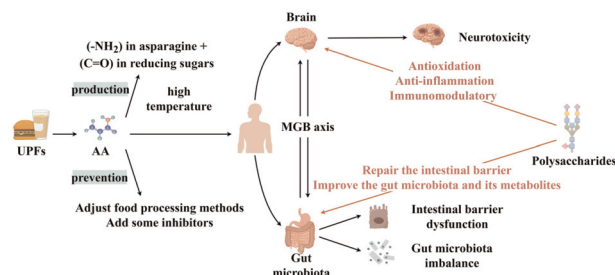 Brain
(-NH2) in asparagine +
(C=O) in reducing sugars
Neurotoxicity
production
high
temperature
Antioxidation
Anti-inflammation
Immunomodulatory
UPFs
AA
MGB axis
Polysaccharides
prevention
Repair the intestinal barrier
Improve the gut microbiota and its metabolites
Adjust food processing methods
Add some inhibitors
Intestinal barrier
dysfunction
Gut
microbiota
Gut microbiota
imbalance